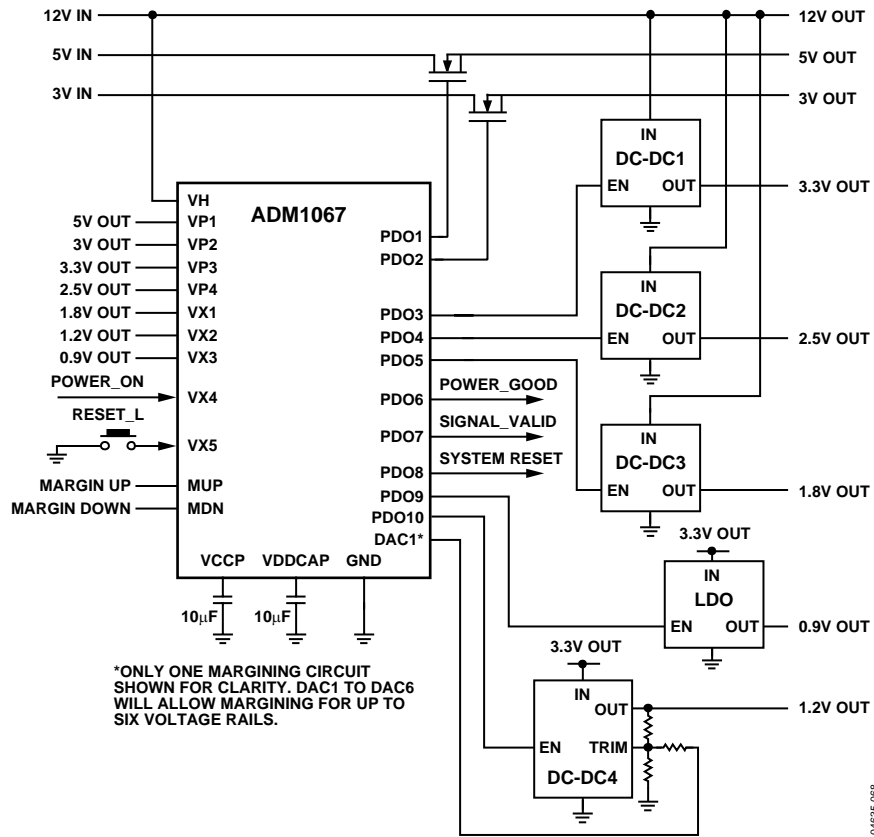 12V IN
12V OUT
5V IN
5V OUT
3V IN
3V OUT
IN
DC-DC1
EN OUT
3.3V OUT
VH
ADM1067
5V OUT
VP1
3V OUT
VP2
3.3V OUT
VP3
2.5V OUT
VP4
1.8V OUT
VX1
1.2V OUT
VX2
0.9V OUT
VX3
POWER_ON
VX4
RESET_L
VX5
MARGIN UP
MUP
MARGIN DOWN
MDN
PDO1
PDO2
PDO3
PDO4
PDO5
PDO6
POWER_GOOD
PDO7
SIGNAL_VALID
PDO8
SYSTEM RESET
PDO9
PDO10
DAC1*
VCCP VDDCAP GND
10µF
10µF
IN
DC-DC2
EN OUT
2.5V OUT
IN
DC-DC3
EN OUT
1.8V OUT
3.3V OUT
IN
LDO
EN OUT
0.9V OUT
3.3V OUT
IN
OUT
1.2V OUT
EN TRIM
DC-DC4
*ONLY ONE MARGINING CIRCUIT
SHOWN FOR CLARITY. DAC1 TO DAC6
WILL ALLOW MARGINING FOR UP TO
SIX VOLTAGE RAILS.
04635-068